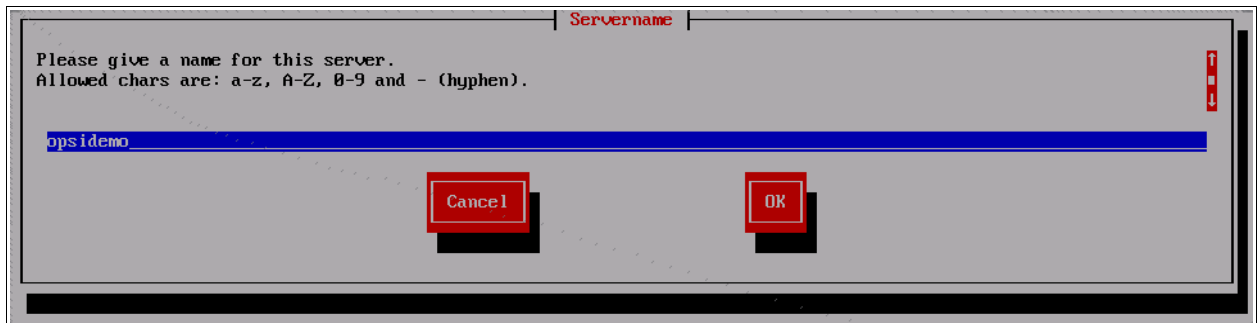 Servername
Please give a name for this server.
Allowed chars are: a-z, A-Z, 0-9 and - (hyphen).
opsidemo
Cancel OK